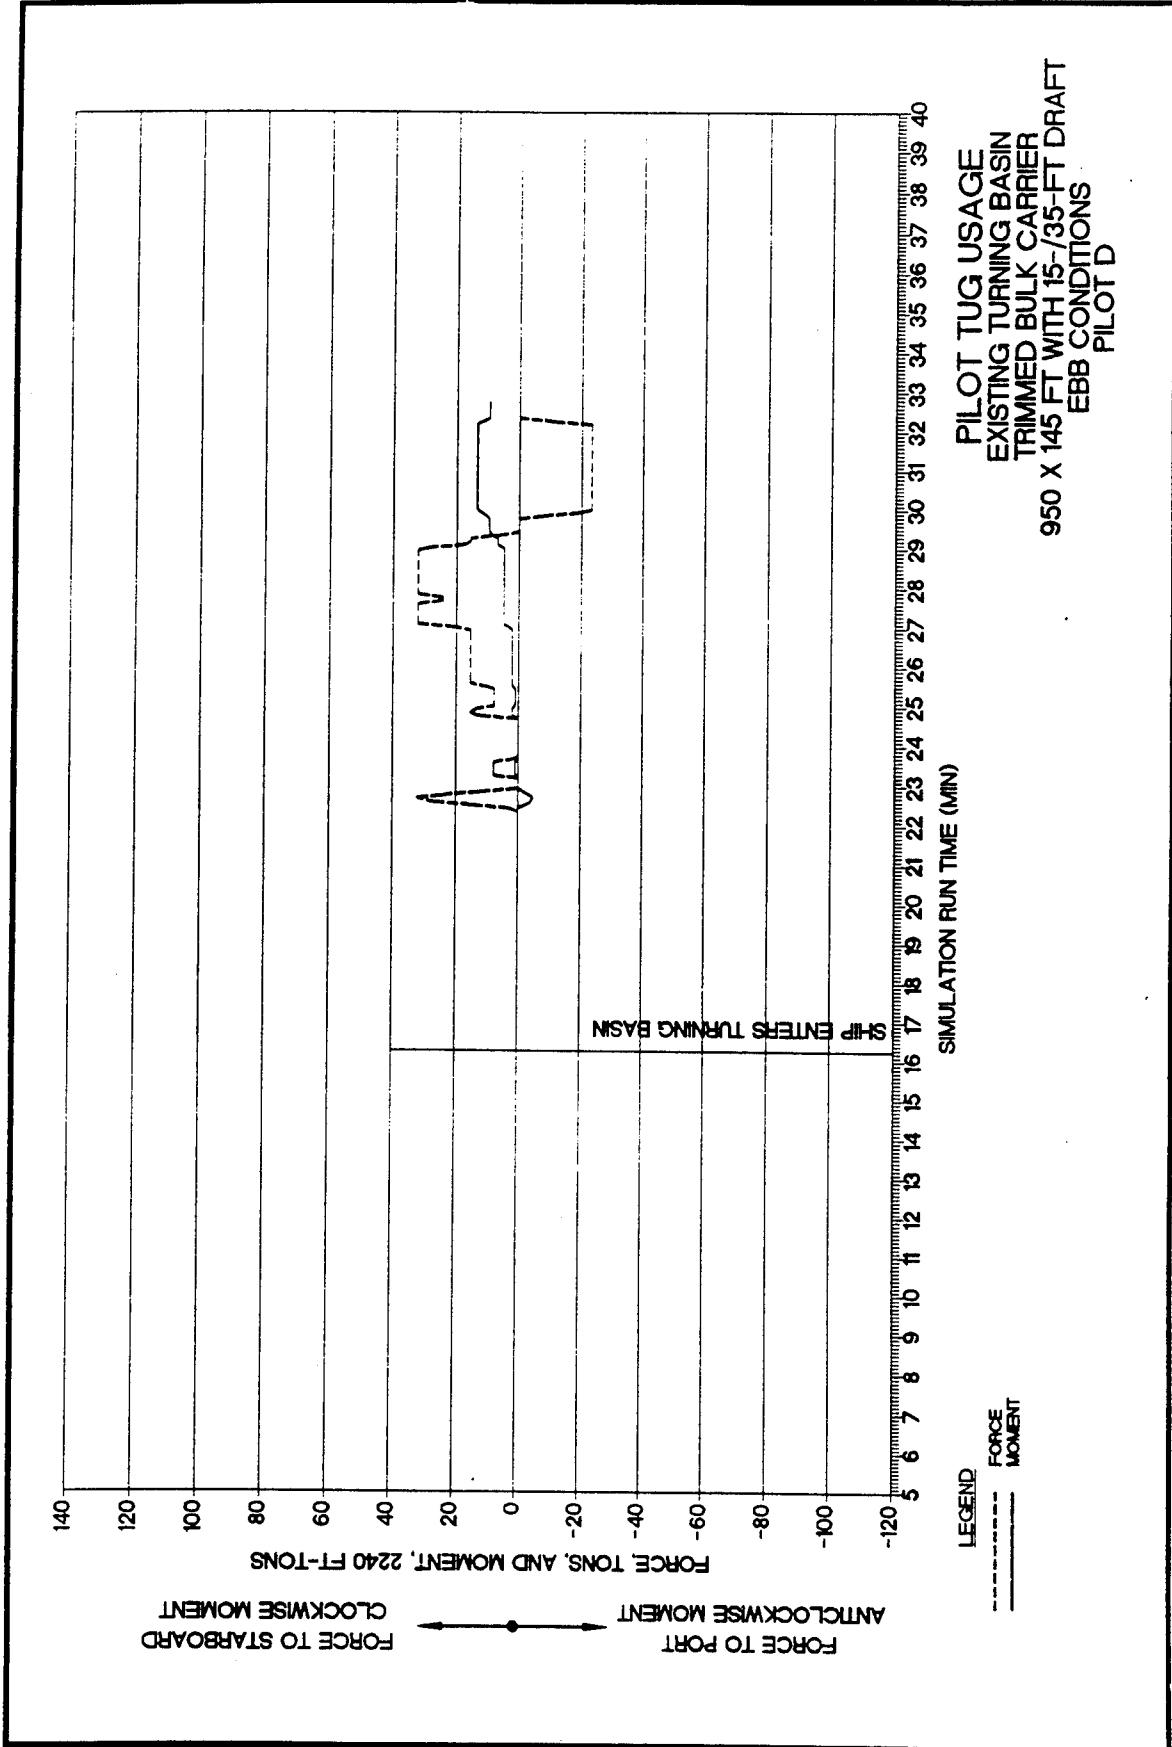 140
120
100
80
60
40
20
0
-20
-40
-60
-80
-100
-120
FORCE, TONS, AND MOMENT, 2240 FT-TONS
FORCE TO STARBOARD
CLOCKWISE MOMENT
FORCE TO PORT
ANTICLOCKWISE MOMENT
SHIP ENTERS TURNING BASIN
5 6 7 8 9 10 11 12 13 14 15 16 17 18 19 20 21 22 23 24 25 26 27 28 29 30 31 32 33 34 35 36 37 38 39 40
SIMULATION RUN TIME (MIN)
LEGEND
FORCE
MOMENT
PILOT TUG USAGE
EXISTING TURNING BASIN
TRIMMED BULK CARRIER
950 X 145 FT WITH 15-/35-FT DRAFT
EBB CONDITIONS
PILOT D